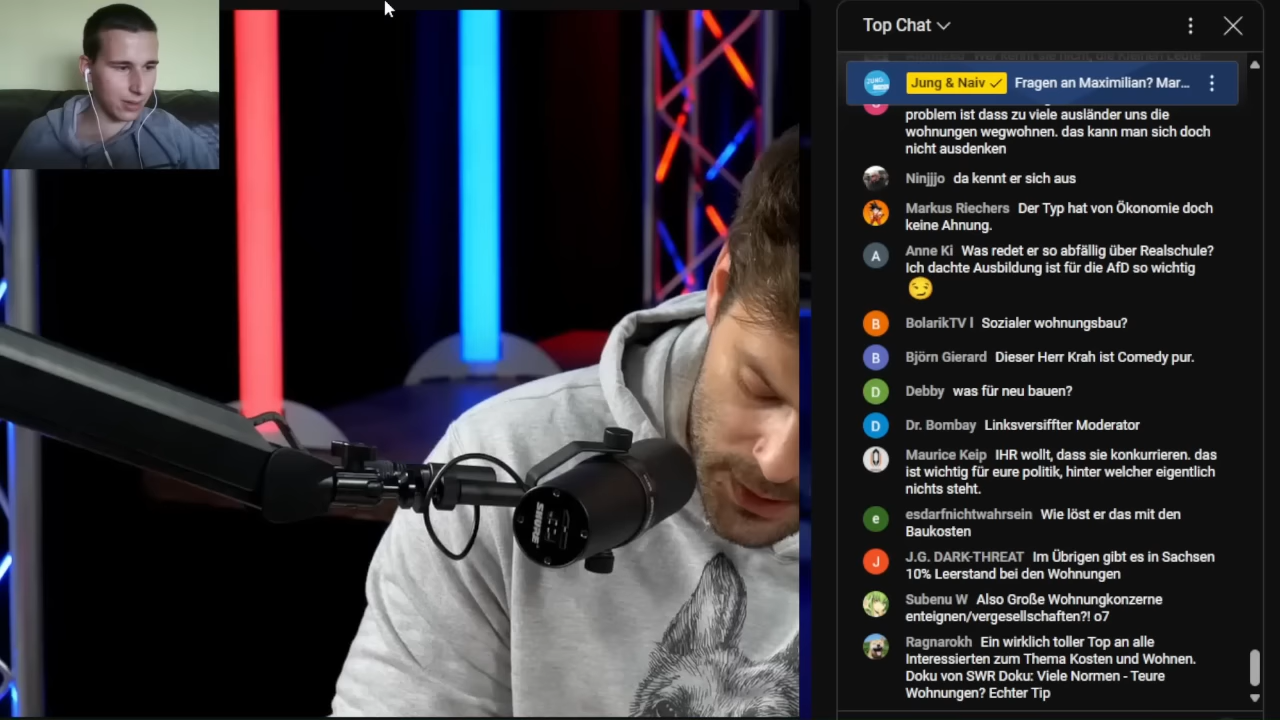 Top Chat
JUNG
Jung & Naiv Fragen an Maximilian? Mar...
problem ist dass zu viele ausländer uns die
wohnungen wegwohnen. das kann man sich doch
nicht ausdenken
Ninjjjo da kennt er sich aus
Markus Riechers Der Typ hat von Ökonomie doch
keine Ahnung.
A
Anne Ki Was redet er so abfällig über Realschule?
Ich dachte Ausbildung ist für die AfD so wichtig
😏
B
BolarikTV l Sozialer wohnungsbau?
B
Björn Gierard Dieser Herr Krah ist Comedy pur.
D
Debby was für neu bauen?
D
Dr. Bombay Linksversiffter Moderator
Maurice Keip IHR wollt, dass sie konkurrieren. das
ist wichtig für eure politik, hinter welcher eigentlich
nichts steht.
e
esdarfnichtwahrsein Wie löst er das mit den
Baukosten
J
J.G. DARK-THREAT Im Übrigen gibt es in Sachsen
10% Leerstand bei den Wohnungen
Subenu W Also Große Wohnungkonzerne
enteignen/vergesellschaften?! o7
Ragnarokh Ein wirklich toller Top an alle
Interessierten zum Thema Kosten und Wohnen.
Doku von SWR Doku: Viele Normen - Teure
Wohnungen? Echter Tip
SHURE